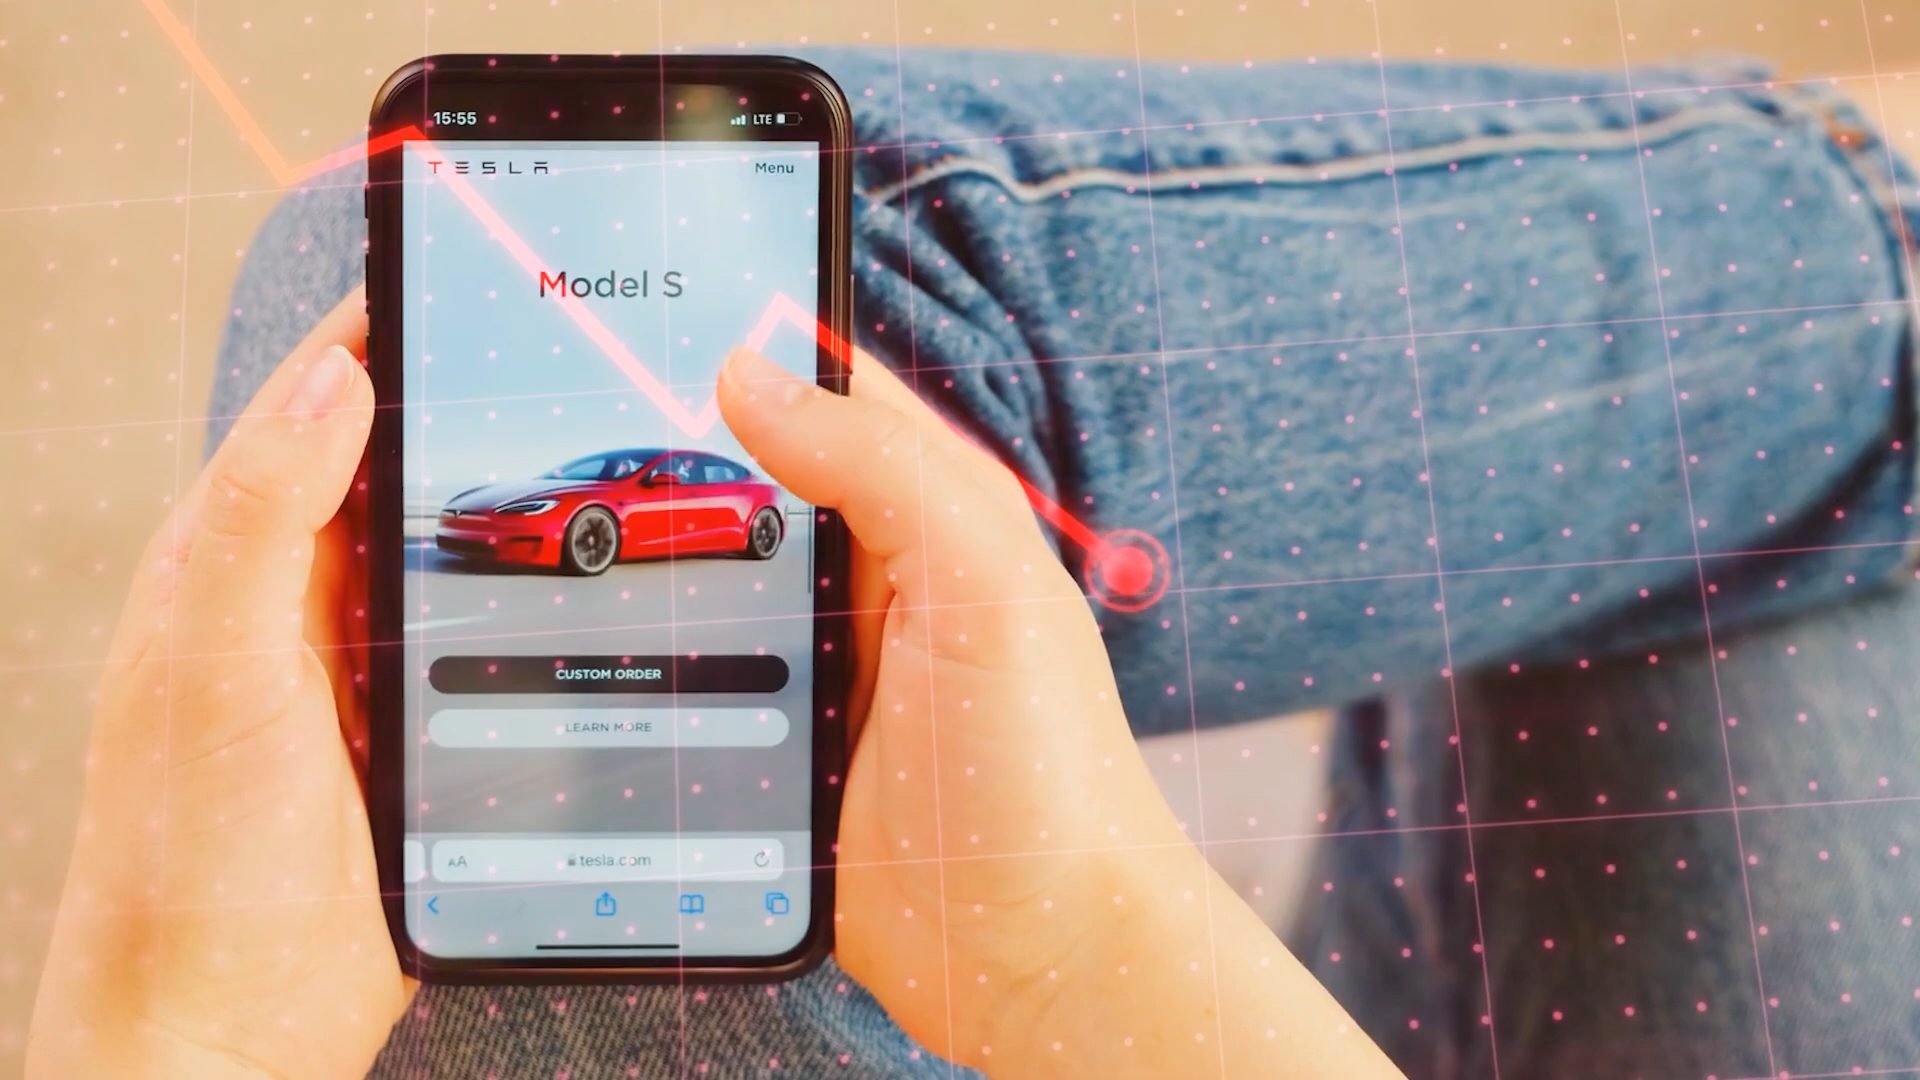 15:55 LTE
TESLA Menu
Model S
CUSTOM ORDER
LEARN MORE
AA tesla.com